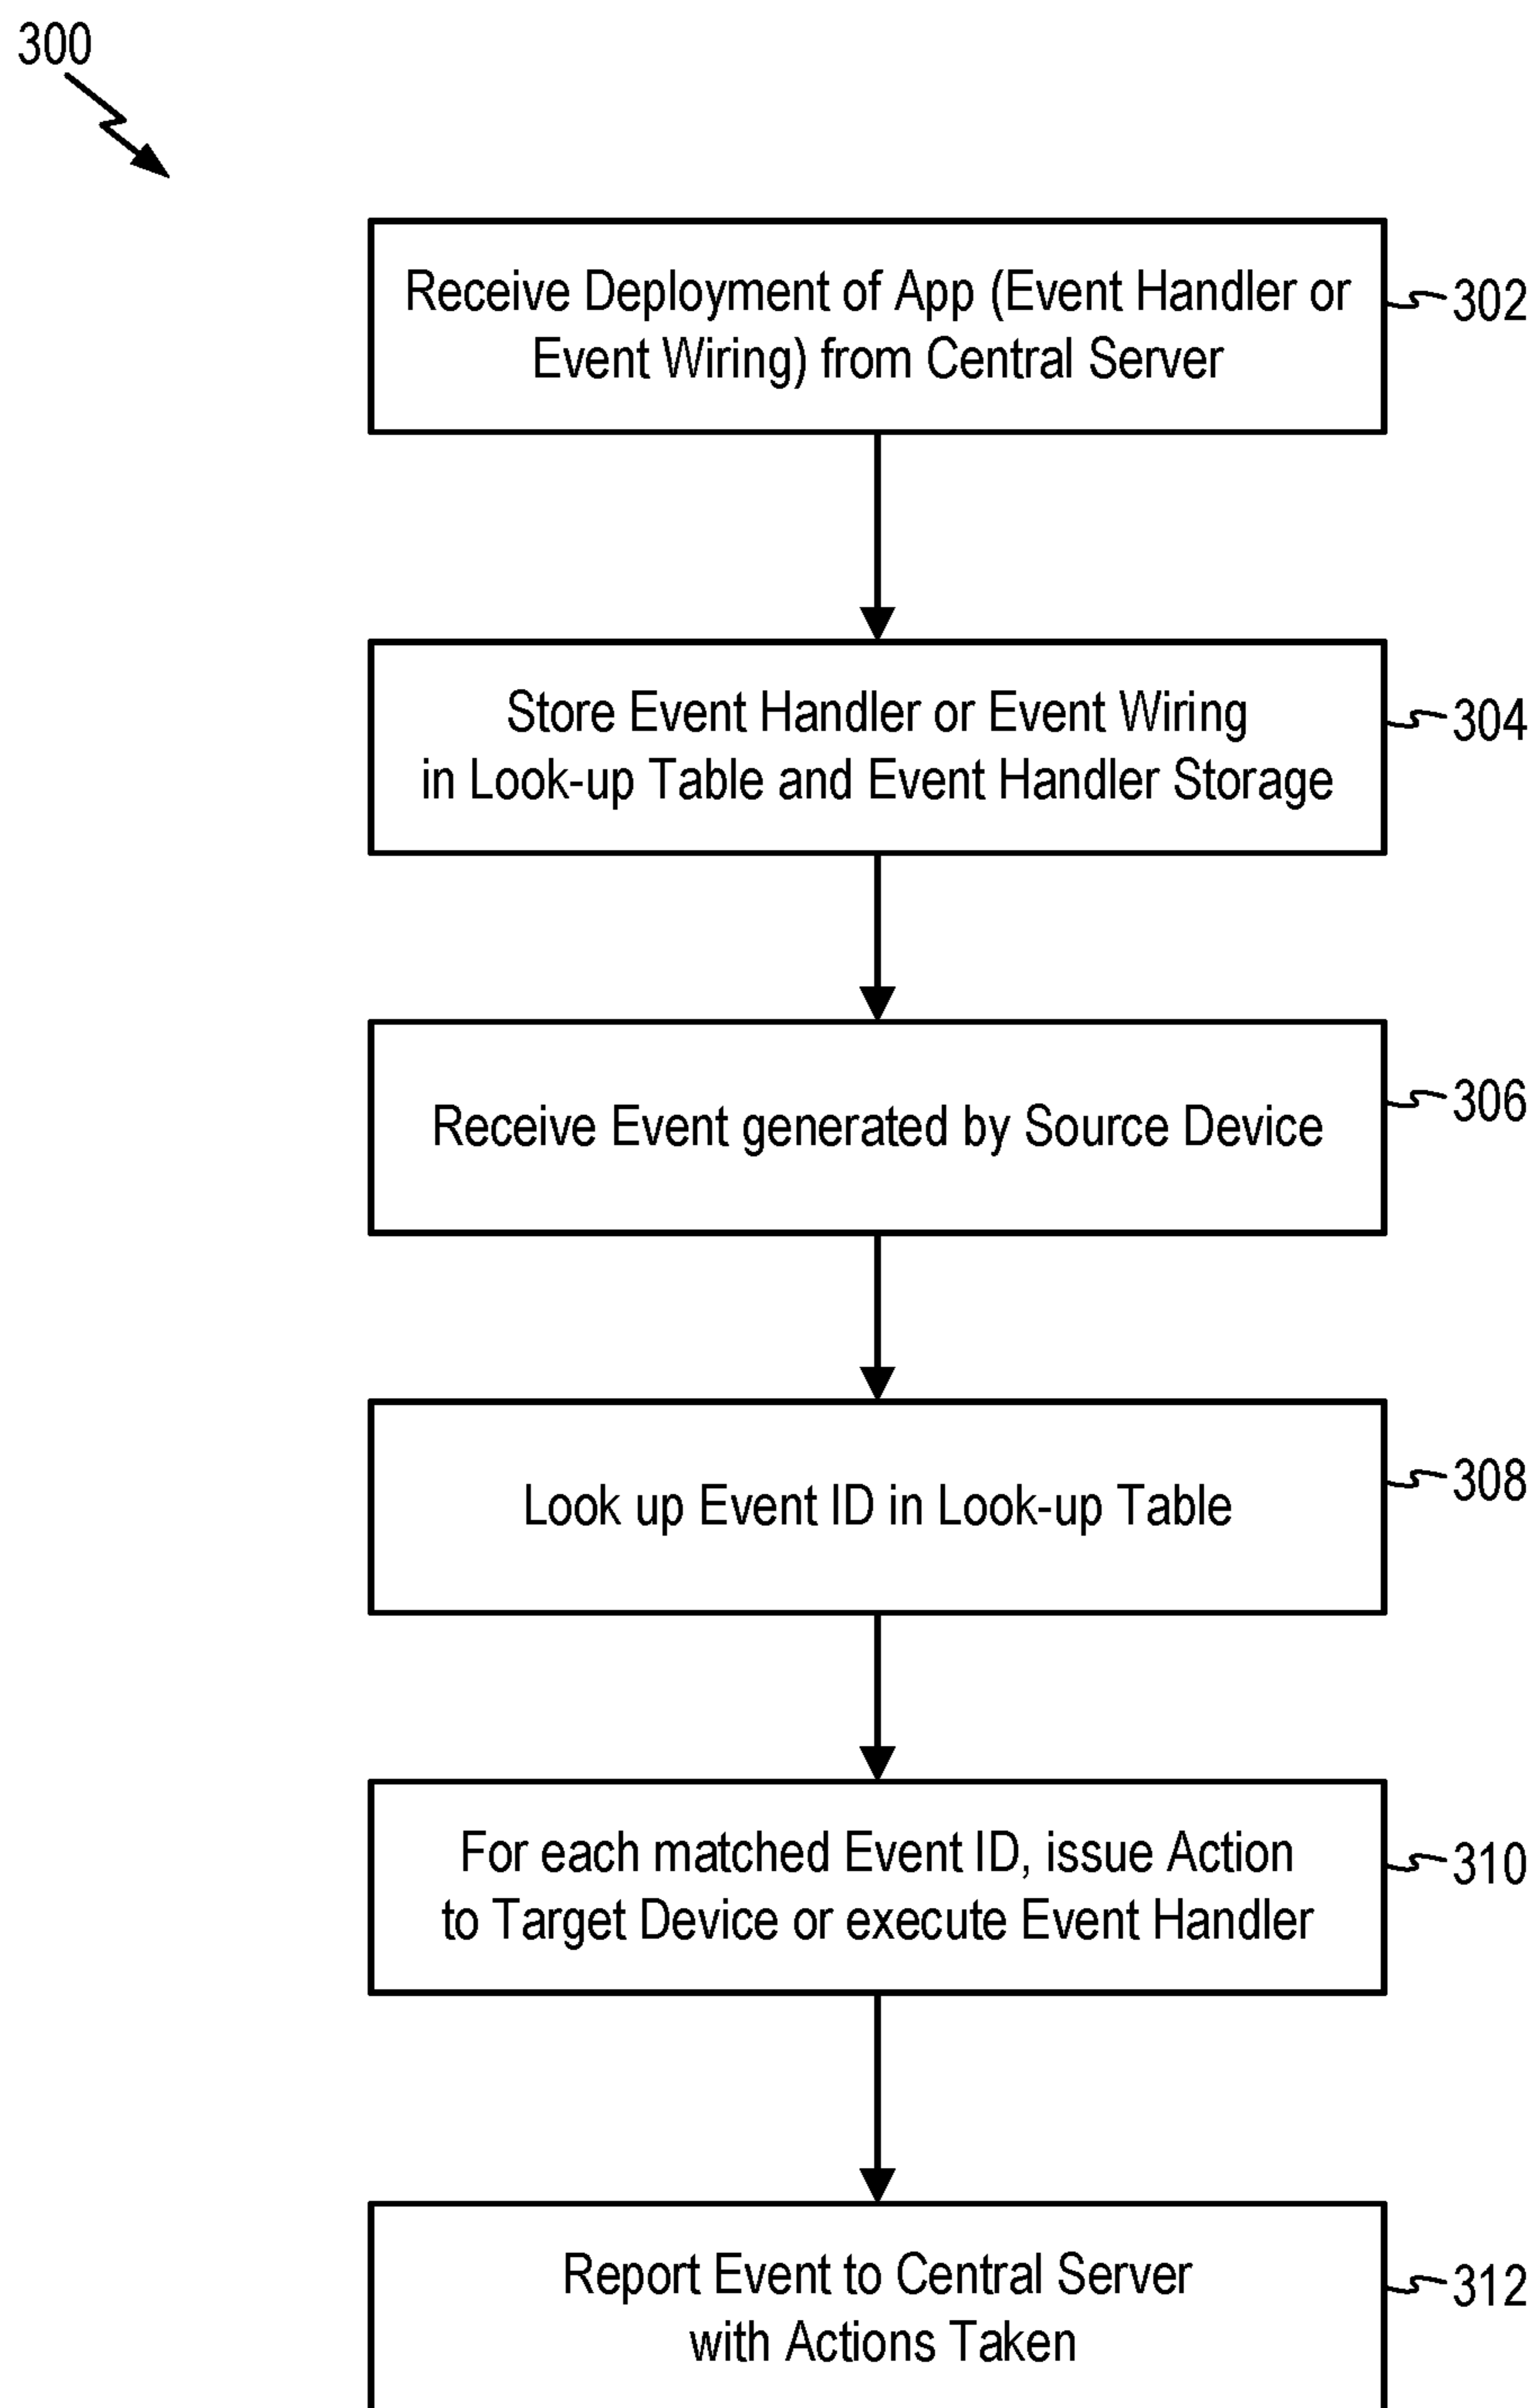 300
Receive Deployment of App (Event Handler or
Event Wiring) from Central Server
302
Store Event Handler or Event Wiring
in Look-up Table and Event Handler Storage
304
Receive Event generated by Source Device
306
Look up Event ID in Look-up Table
308
For each matched Event ID, issue Action
to Target Device or execute Event Handler
310
Report Event to Central Server
with Actions Taken
312